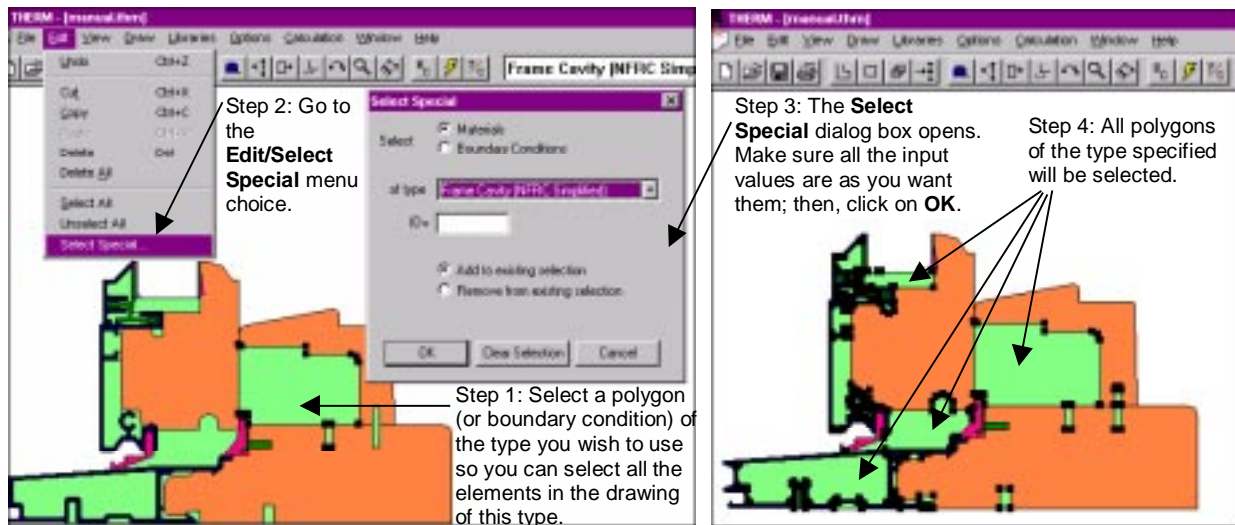 THERM - [manual.thm]
File Edit View Draw Libraries Options Calculation Window Help
Undo Ctrl+Z
Cut Ctrl+X
Copy Ctrl+C
Delete Del
Delete All
Select All
Unselect All
Select Special...
Frame Cavity (NFRC Simp
Step 2: Go to
the
Edit/Select
Special menu
choice.
Select Special
Select
Materials
Boundary Conditions
of type
Frame Cavity (NFRC Simplified)
ID=
Add to existing selection
Remove from existing selection
OK Clear Selection Cancel
Step 1: Select a polygon
(or boundary condition) of
the type you wish to use
so you can select all the
elements in the drawing
of this type.
THERM - [manual.thm]
File Edit View Draw Libraries Options Calculation Window Help
Step 3: The Select
Special dialog box opens.
Make sure all the input
values are as you want
them; then, click on OK.
Step 4: All polygons
of the type specified
will be selected.